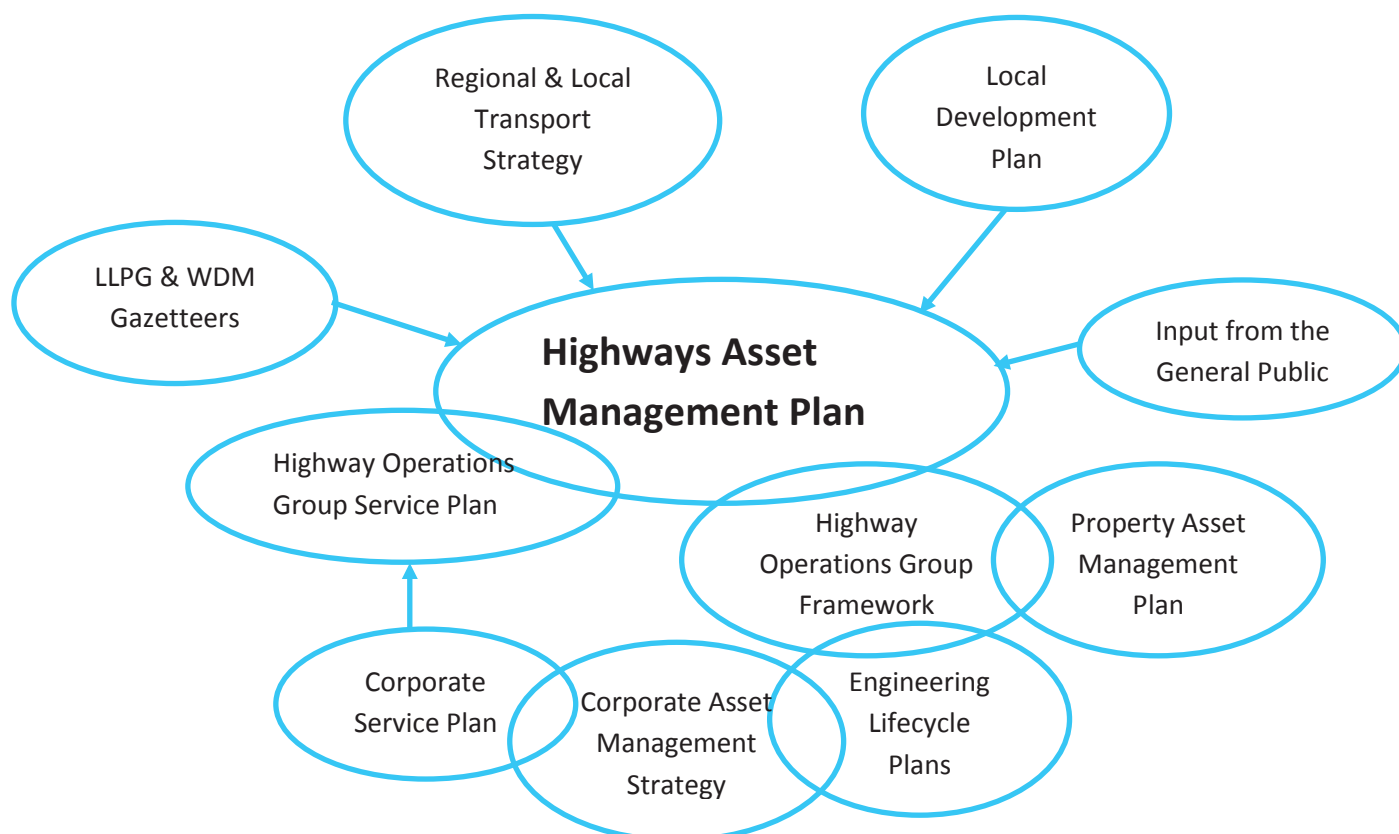 Regional & Local
Transport
Strategy
Local
Development
Plan
LLPG & WDM
Gazetteers
Input from the
General Public
Highways Asset
Management Plan
Highway Operations
Group Service Plan
Highway
Operations Group
Framework
Property Asset
Management
Plan
Corporate
Service Plan
Corporate Asset
Management
Strategy
Engineering
Lifecycle
Plans